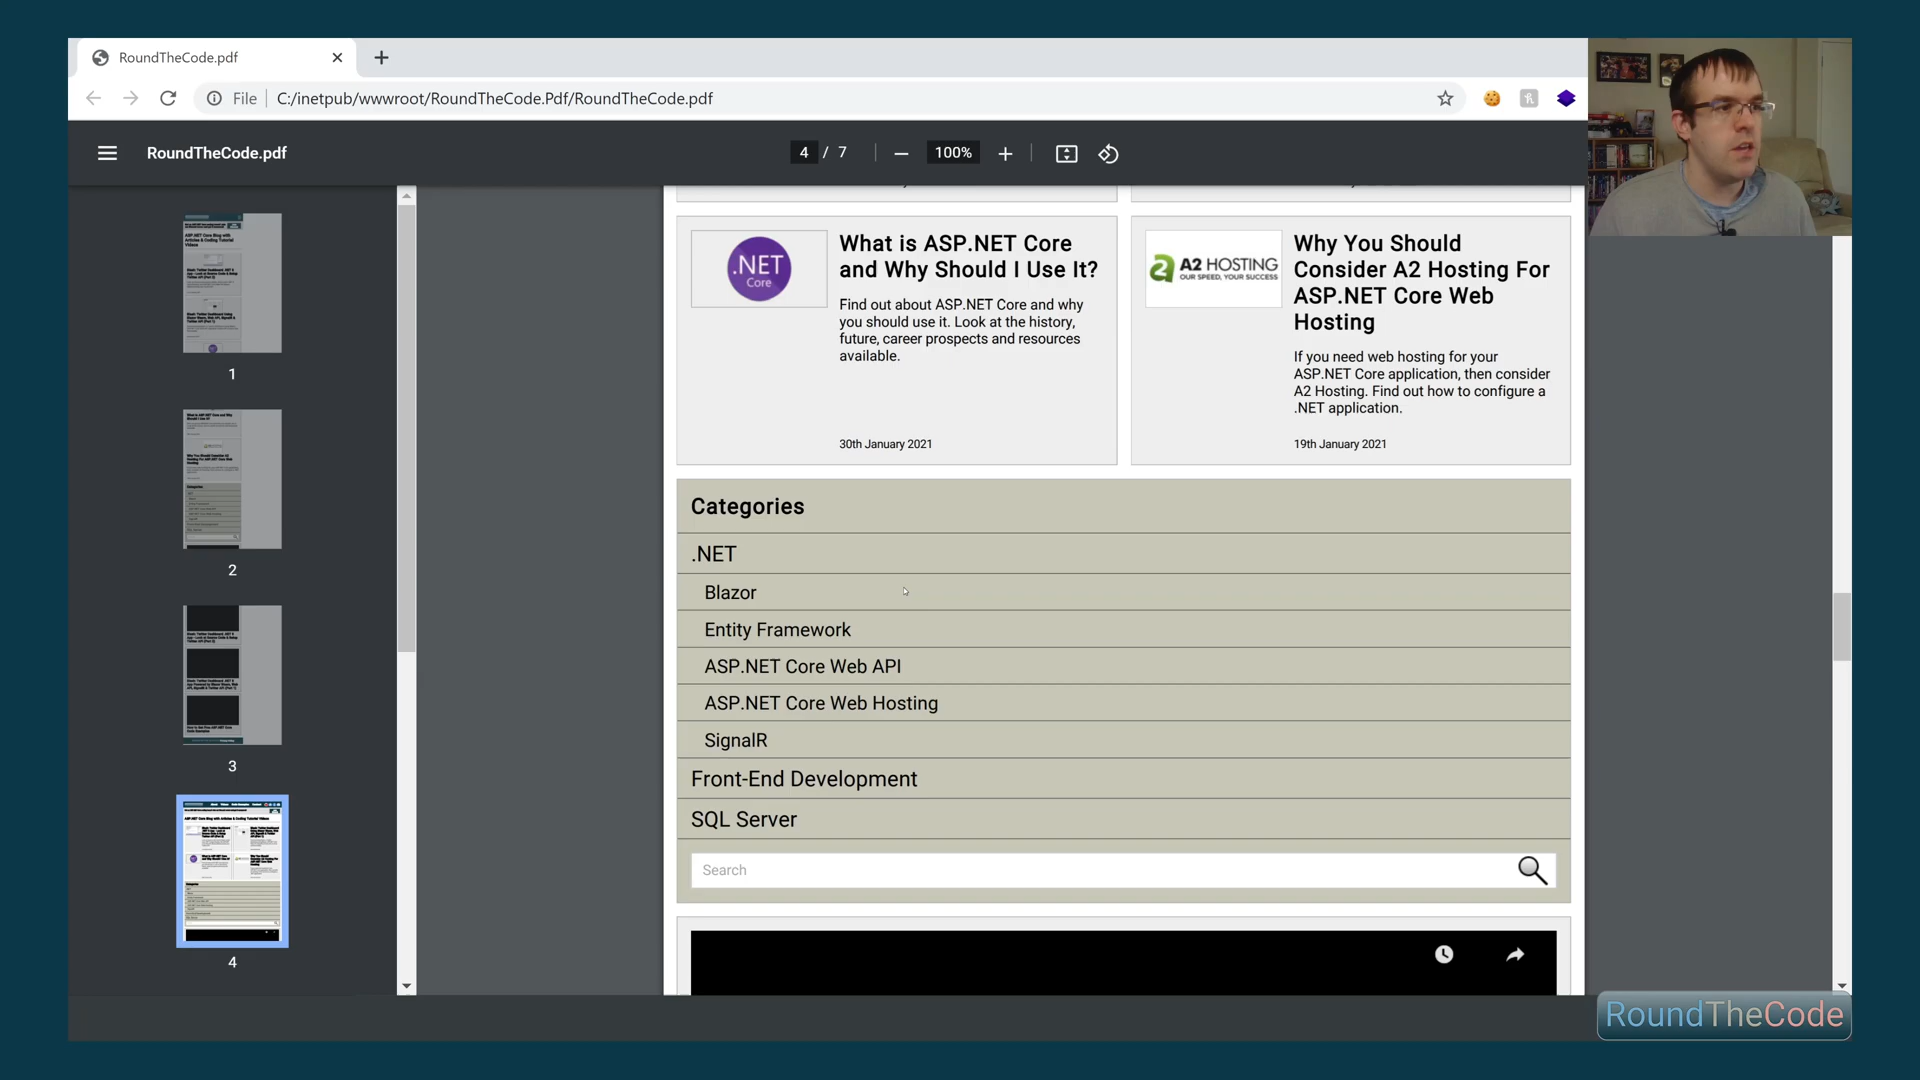 RoundTheCode.pdf
File
C:/inetpub/wwwroot/RoundTheCode.Pdf/RoundTheCode.pdf
RoundTheCode.pdf
4 / 7
100%
1
2
3
4
.NET
Core
What is ASP.NET Core
and Why Should I Use It?
Find out about ASP.NET Core and why
you should use it. Look at the history,
future, career prospects and resources
available.
30th January 2021
A2 HOSTING
OUR SPEED, YOUR SUCCESS
Why You Should
Consider A2 Hosting For
ASP.NET Core Web
Hosting
If you need web hosting for your
ASP.NET Core application, then consider
A2 Hosting. Find out how to configure a
.NET application.
19th January 2021
Categories
.NET
Blazor
Entity Framework
ASP.NET Core Web API
ASP.NET Core Web Hosting
SignalR
Front-End Development
SQL Server
Search
RoundTheCode